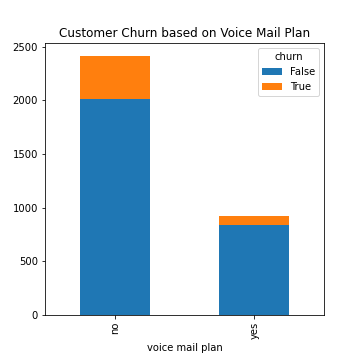 Customer Churn based on Voice Mail Plan
churn
False
True
2500
2000
1500
1000
500
0
no
yes
voice mail plan